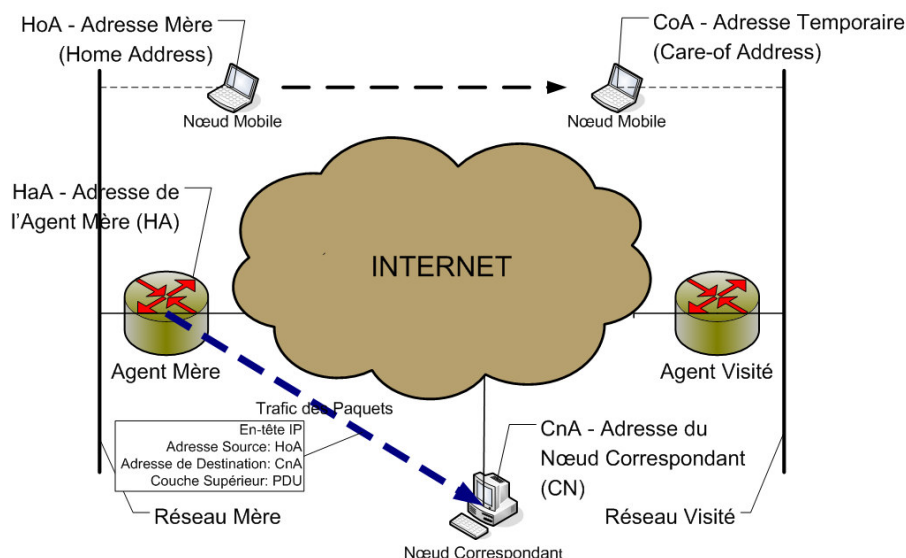 HoA - Adresse Mère
(Home Address)
CoA - Adresse Temporaire
(Care-of Address)
Nœud Mobile
Nœud Mobile
HaA - Adresse de
l'Agent Mère (HA)
INTERNET
Agent Mère
Agent Visité
Trafic des Paquets
En-tête IP
Adresse Source: HoA
Adresse de Destination: CnA
Couche Supérieur: PDU
CnA - Adresse du
Nœud Correspondant
(CN)
Réseau Mère
Réseau Visité
Nœud Correspondant